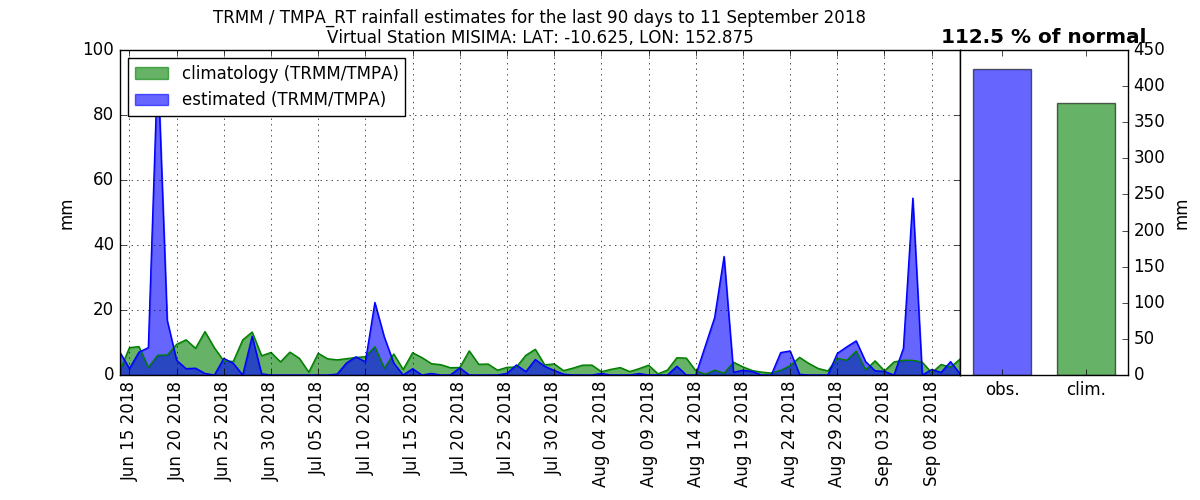 TRMM / TMPA_RT rainfall estimates for the last 90 days to 11 September 2018
Virtual Station MISIMA: LAT: -10.625, LON: 152.875
112.5 % of normal
climatology (TRMM/TMPA)
estimated (TRMM/TMPA)
100
80
60
40
20
0
mm
450
400
350
300
250
200
150
100
50
0
mm
Jun 15 2018
Jun 20 2018
Jun 25 2018
Jun 30 2018
Jul 05 2018
Jul 10 2018
Jul 15 2018
Jul 20 2018
Jul 25 2018
Jul 30 2018
Aug 04 2018
Aug 09 2018
Aug 14 2018
Aug 19 2018
Aug 24 2018
Aug 29 2018
Sep 03 2018
Sep 08 2018
obs.
clim.